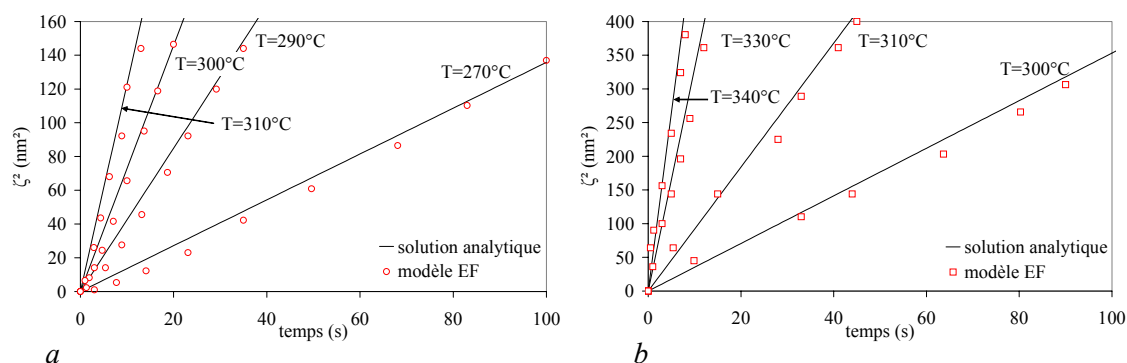 160
140
120
100
80
60
40
20
0
ζ² (nm²)
T=290°C
T=300°C
T=270°C
T=310°C
solution analytique
modèle EF
0 20 40 60 80 100
temps (s)
a
400
350
300
250
200
150
100
50
0
ζ² (nm²)
T=330°C
T=310°C
T=300°C
T=340°C
solution analytique
modèle EF
0 20 40 60 80 100
temps (s)
b